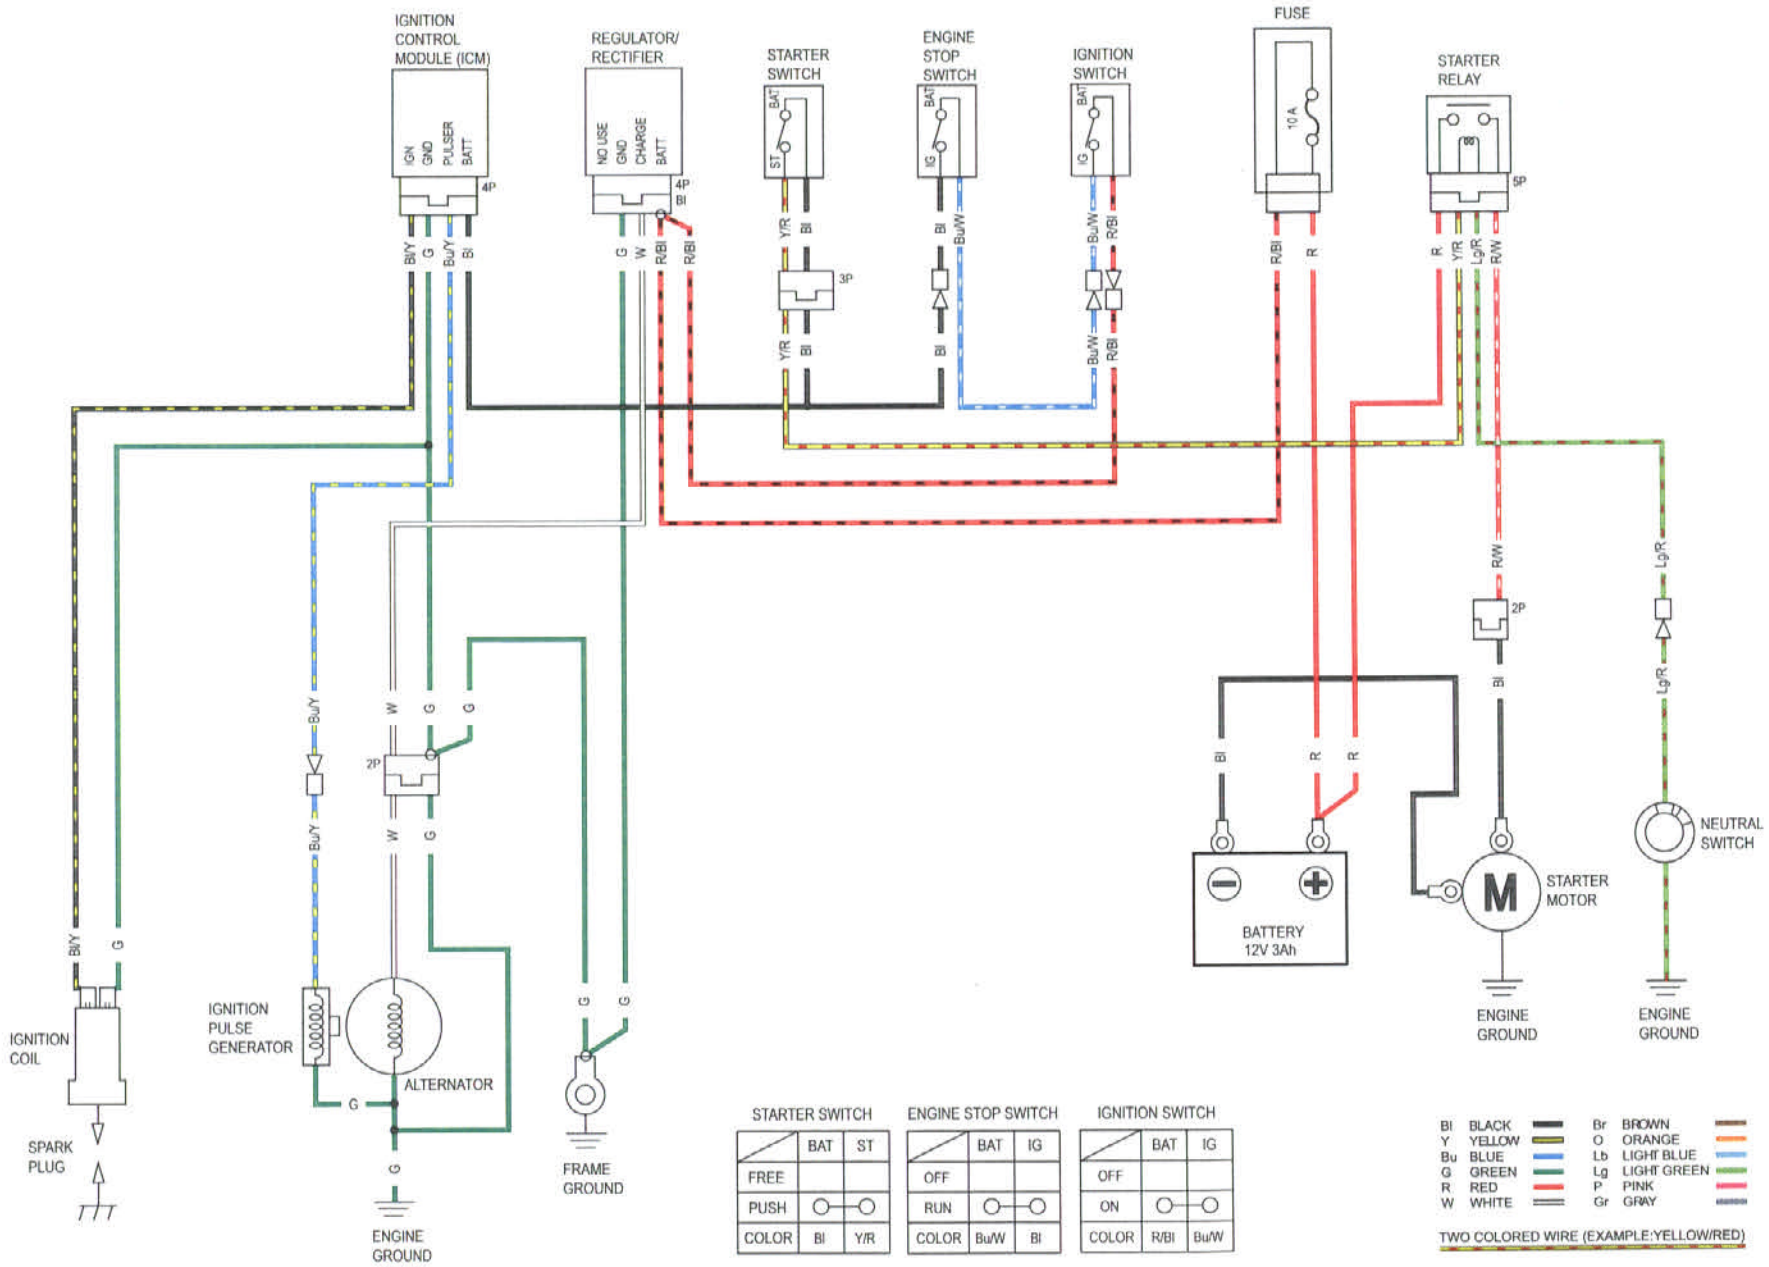 IGNITION
CONTROL
MODULE (ICM)
IGN
GND
PULSER
BATT
4P
REGULATOR/
RECTIFIER
NO USE
GND
CHARGE
BATT
4P
Bl
STARTER
SWITCH
BAT
ST
ENGINE
STOP
SWITCH
BAT
IG
IGNITION
SWITCH
BAT
IG
FUSE
10 A
STARTER
RELAY
5P
Bl/Y
G
Bu/Y
Bl
G
W
R/Bl
R/Bl
Y/R
Bl
Bl
Bu/W
Bu/W
R/Bl
R/Bl
R
R
Y/R
Lg/R
R/W
3P
Y/R
Bl
Bl
Bu/W
R/Bl
R/W
Lg/R
2P
Bl
Lg/R
Bu/Y
W
G
G
2P
Bl
R
R
Bu/Y
W
G
NEUTRAL
SWITCH
STARTER
MOTOR
M
BATTERY
12V 3Ah
Bl/Y
G
G
G
IGNITION
COIL
IGNITION
PULSE
GENERATOR
ALTERNATOR
G
ENGINE
GROUND
ENGINE
GROUND
SPARK
PLUG
G
ENGINE
GROUND
FRAME
GROUND
STARTER SWITCH
BAT ST
FREE
PUSH
COLOR Bl Y/R
ENGINE STOP SWITCH
BAT IG
OFF
RUN
COLOR Bu/W Bl
IGNITION SWITCH
BAT IG
OFF
ON
COLOR R/Bl Bu/W
Bl BLACK Br BROWN
Y YELLOW O ORANGE
Bu BLUE Lb LIGHT BLUE
G GREEN Lg LIGHT GREEN
R RED P PINK
W WHITE Gr GRAY
TWO COLORED WIRE (EXAMPLE:YELLOW/RED)